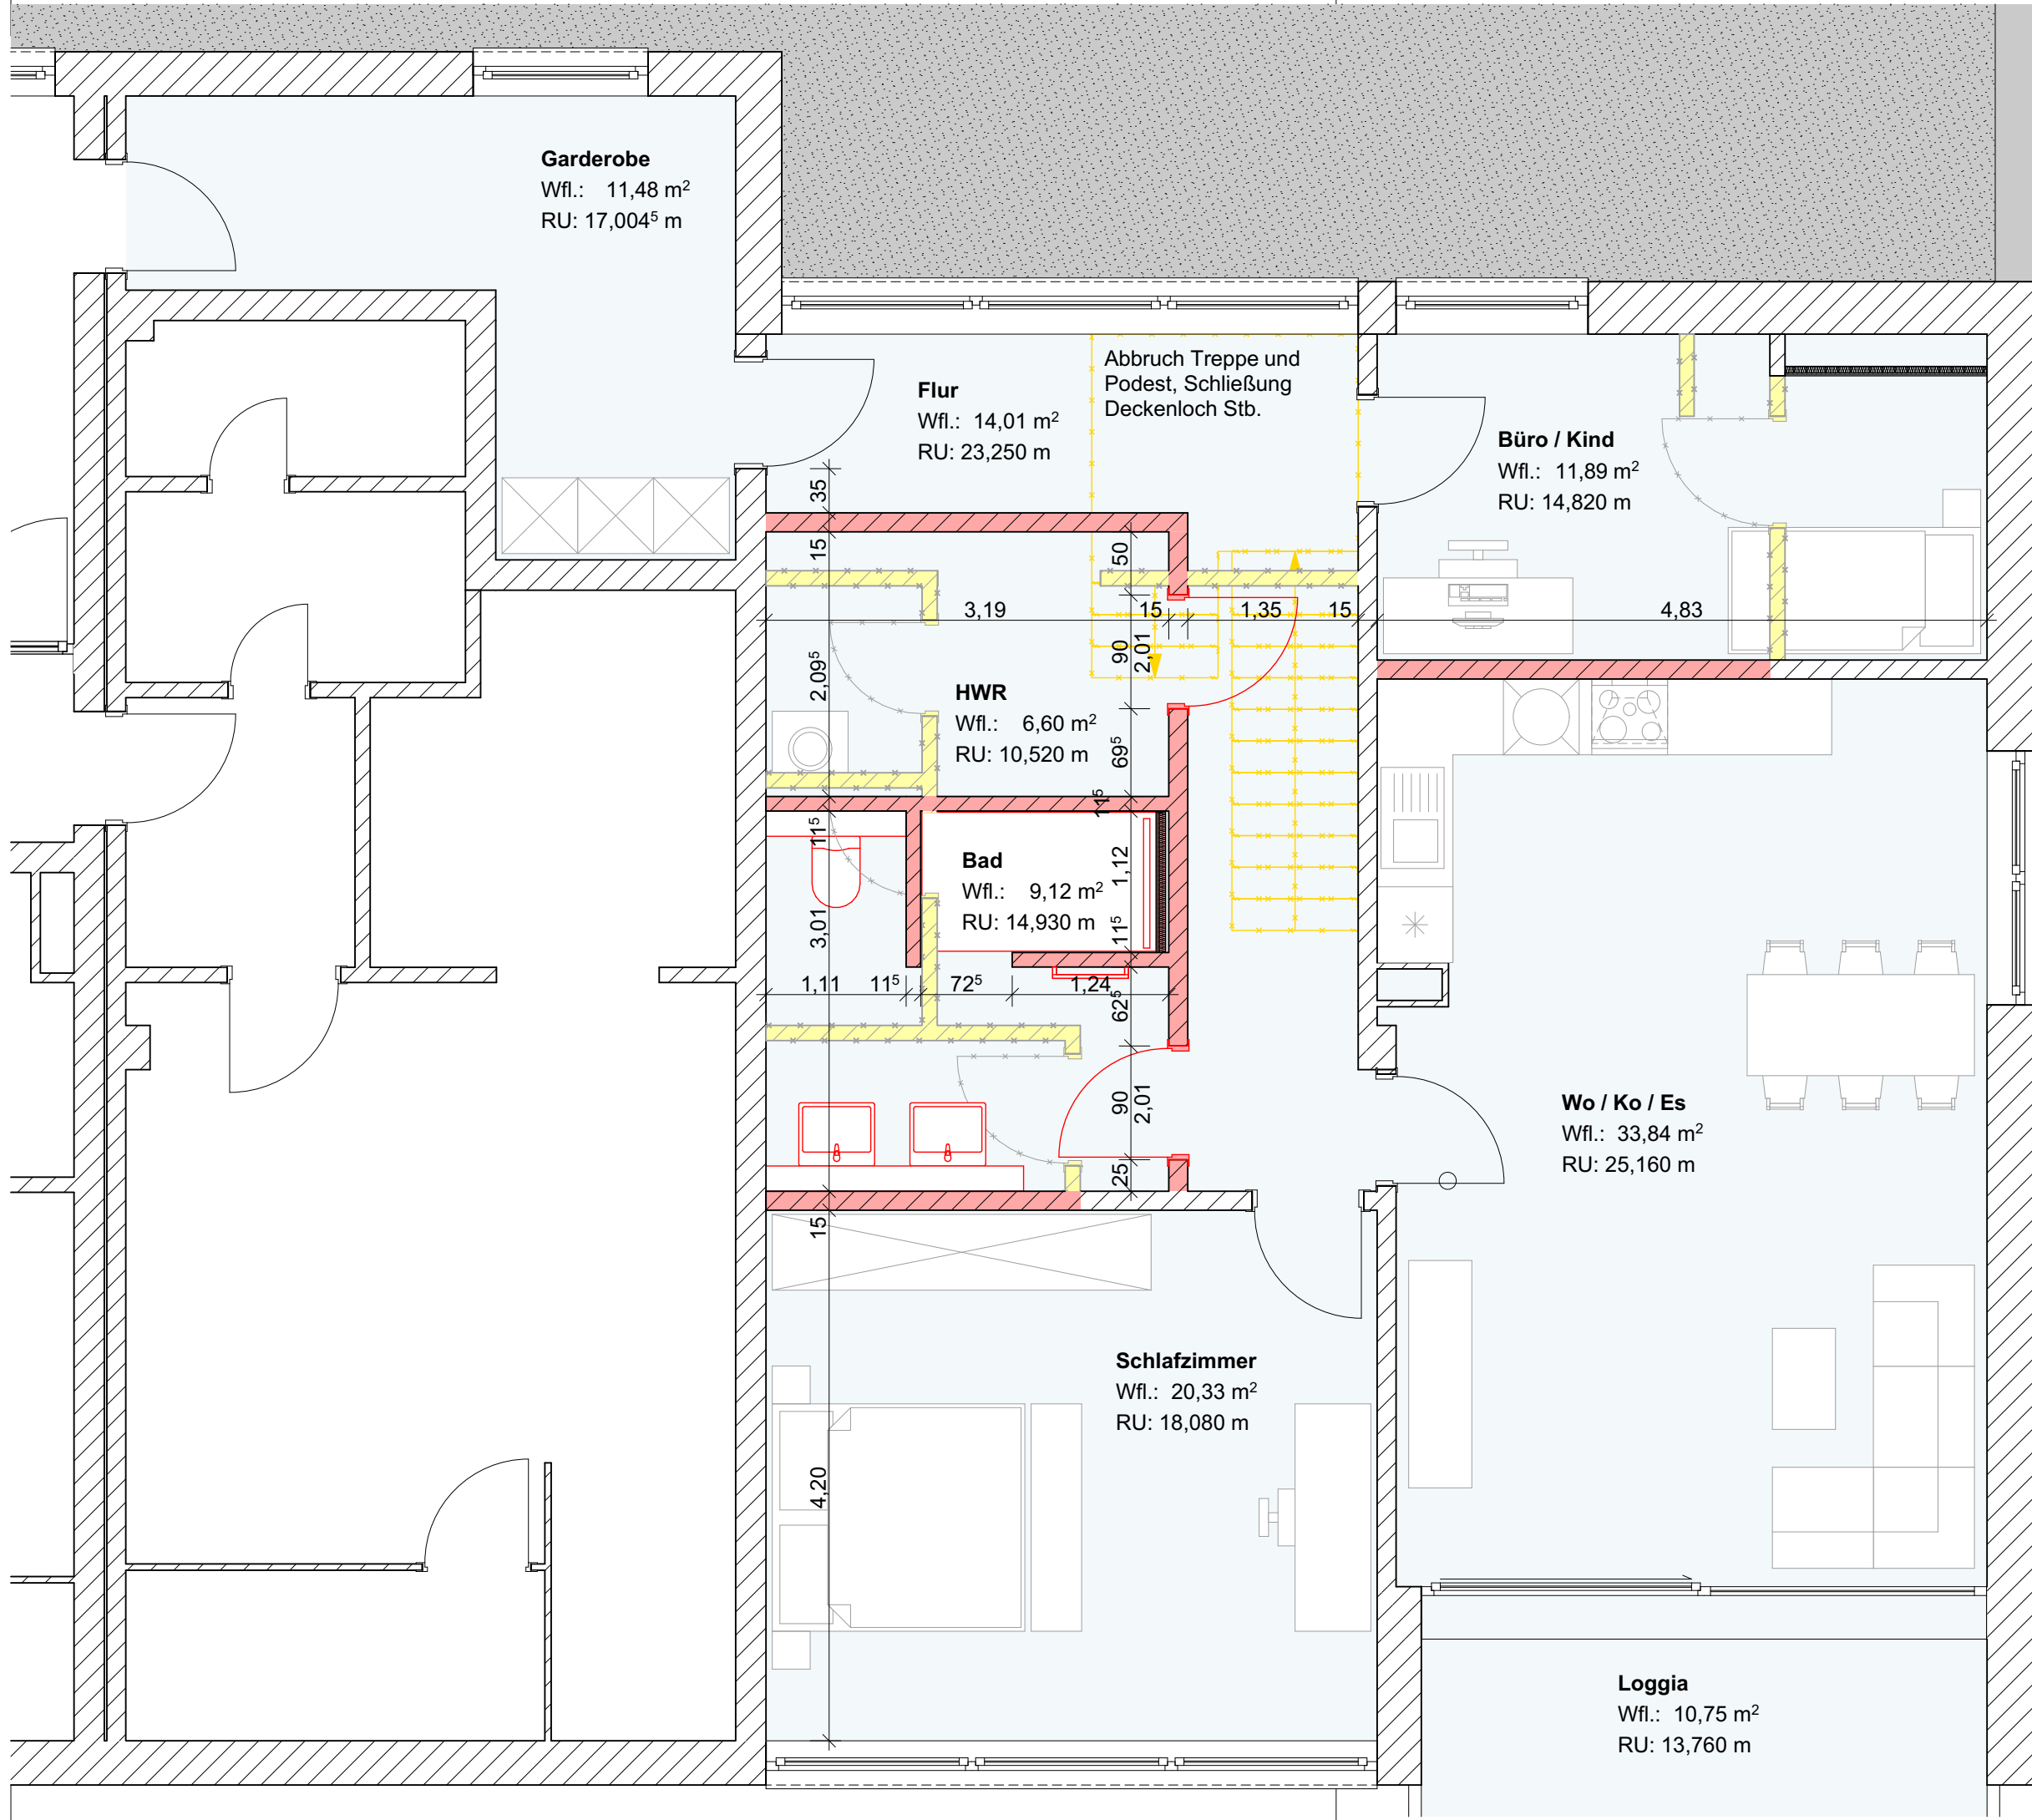 Garderobe
Wfl.: 11,48 m²
RU: 17,004⁵ m
Abbruch Treppe und
Podest, Schließung
Deckenloch Stb.
Flur
Wfl.: 14,01 m²
RU: 23,250 m
Büro / Kind
Wfl.: 11,89 m²
RU: 14,820 m
35
15
50
3,19
15
1,35
15
4,83
90
2,01
2,09⁵
HWR
Wfl.: 6,60 m²
RU: 10,520 m
69⁵
11⁵
11⁵
Bad
Wfl.: 9,12 m²
RU: 14,930 m
1,12
3,01
11⁵
1,11
11⁵
72⁵
1,24
62⁵
90
2,01
25
Wo / Ko / Es
Wfl.: 33,84 m²
RU: 25,160 m
15
Schlafzimmer
Wfl.: 20,33 m²
RU: 18,080 m
4,20
Loggia
Wfl.: 10,75 m²
RU: 13,760 m